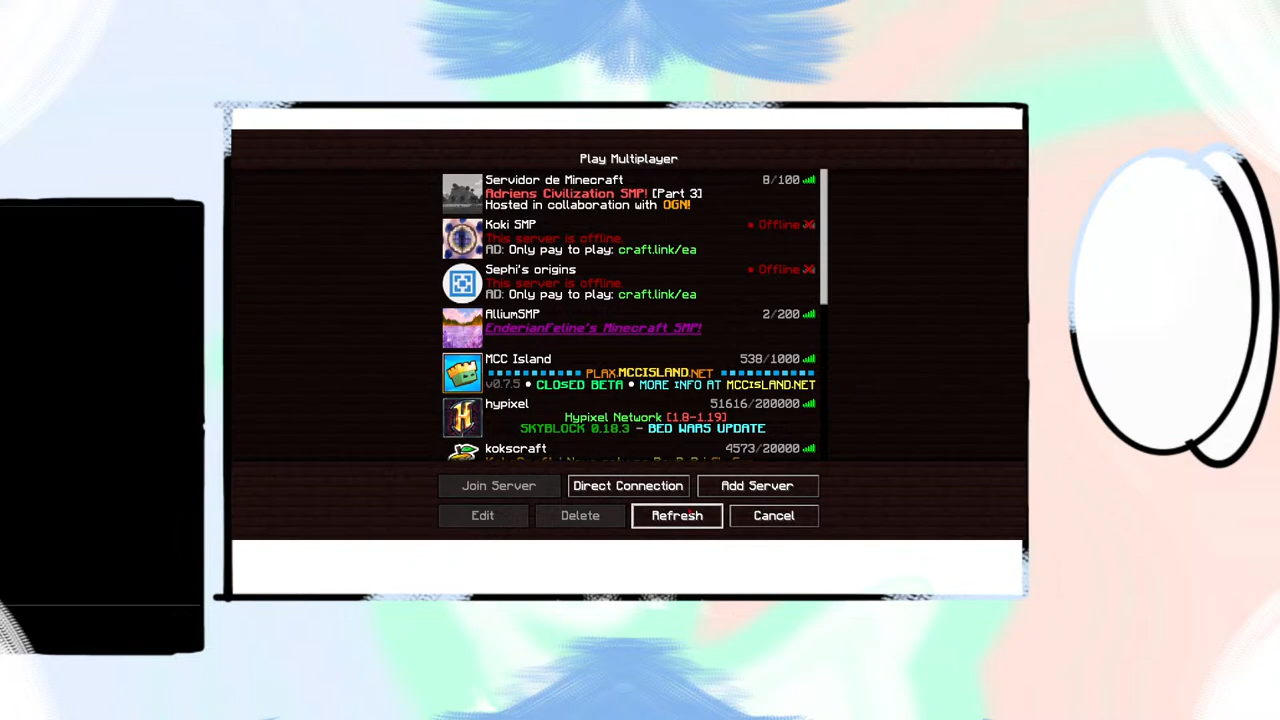 Play Multiplayer
Servidor de Minecraft 8/100
Adriens Civilization SMP! [Part 3]
Hosted in collaboration with OGN!
Koki SMP • Offline
This server is offline.
AD: Only pay to play: craft.link/ea
Sephi's origins • Offline
This server is offline.
AD: Only pay to play: craft.link/ea
AlliumSMP 2/200
EnderianFeline's Minecraft SMP!
MCC Island 538/1000
PLAY.MCCISLAND.NET
v0.7.5 • CLOSED BETA • MORE INFO AT MCCISLAND.NET
hypixel 51616/200000
Hypixel Network [1.8-1.19]
SKYBLOCK 0.18.3 - BED WARS UPDATE
kokscraft 4573/20000
Join Server Direct Connection Add Server
Edit Delete Refresh Cancel